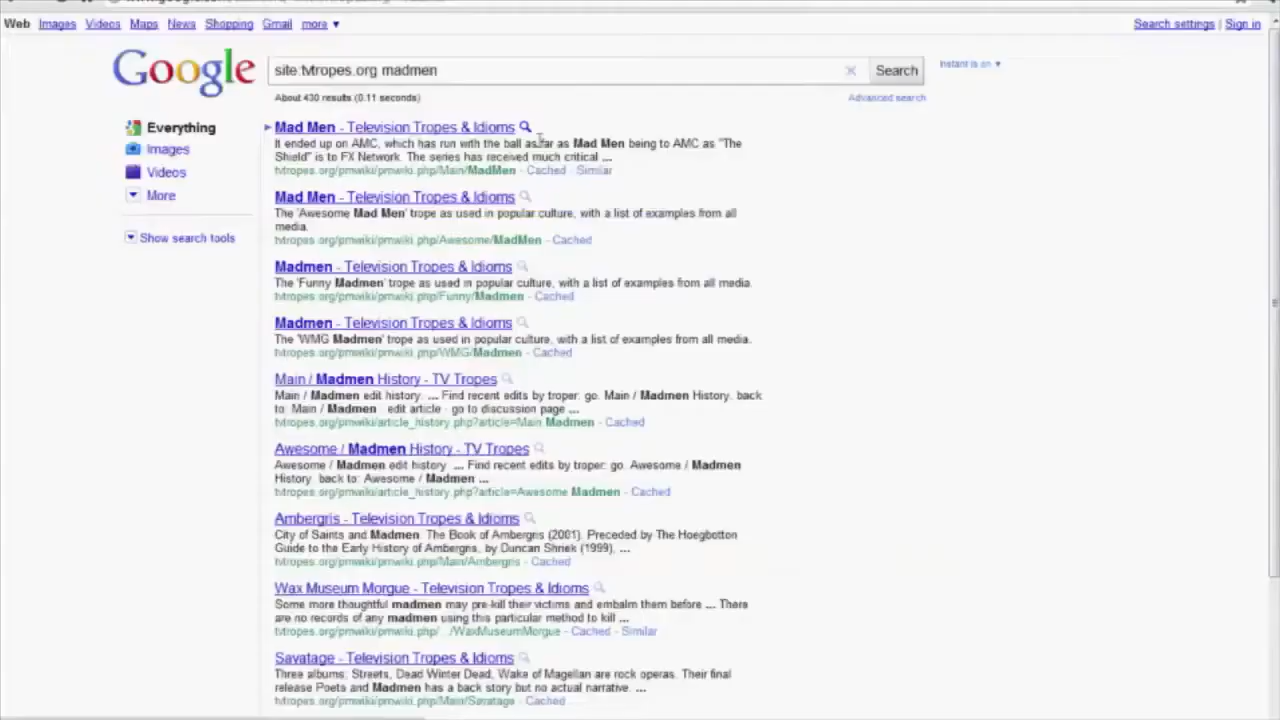 Web Images Videos Maps News Shopping Gmail more ▼
Search settings | Sign in
Google
site:tvtropes.org madmen
Search
Instant is on ▼
About 430 results (0.11 seconds)
Advanced search
Everything
Images
Videos
More
Show search tools
Mad Men - Television Tropes & Idioms
It ended up on AMC, which has run with the ball as far as Mad Men being to AMC as "The
Shield" is to FX Network. The series has received much critical ...
tvtropes.org/pmwiki/pmwiki.php/Main/MadMen - Cached - Similar
Mad Men - Television Tropes & Idioms
The 'Awesome Mad Men' trope as used in popular culture, with a list of examples from all
media.
tvtropes.org/pmwiki/pmwiki.php/Awesome/MadMen - Cached
Madmen - Television Tropes & Idioms
The 'Funny Madmen' trope as used in popular culture, with a list of examples from all media.
tvtropes.org/pmwiki/pmwiki.php/Funny/Madmen - Cached
Madmen - Television Tropes & Idioms
The 'WMG Madmen' trope as used in popular culture, with a list of examples from all media.
tvtropes.org/pmwiki/pmwiki.php/WMG/Madmen - Cached
Main / Madmen History - TV Tropes
Main / Madmen edit history. ... Find recent edits by troper: go. Main / Madmen History. back
to: Main / Madmen · edit article · go to discussion page ...
tvtropes.org/pmwiki/article_history.php?article=Main.Madmen - Cached
Awesome / Madmen History - TV Tropes
Awesome / Madmen edit history. ... Find recent edits by troper: go. Awesome / Madmen
History. back to: Awesome / Madmen ...
tvtropes.org/pmwiki/article_history.php?article=Awesome.Madmen - Cached
Ambergris - Television Tropes & Idioms
City of Saints and Madmen: The Book of Ambergris (2001). Preceded by The Hoegbotton
Guide to the Early History of Ambergris, by Duncan Shriek (1999), ...
tvtropes.org/pmwiki/pmwiki.php/Main/Ambergris - Cached
Wax Museum Morgue - Television Tropes & Idioms
Some more thoughtful madmen may pre-kill their victims and embalm them before ... There
are no records of any madmen using this particular method to kill ...
tvtropes.org/pmwiki/pmwiki.php/.../WaxMuseumMorgue - Cached - Similar
Savatage - Television Tropes & Idioms
Three albums, Streets, Dead Winter Dead, Wake of Magellan are rock operas. Their final
release Poets and Madmen has a back story but no actual narrative. ...
tvtropes.org/pmwiki/pmwiki.php/Main/Savatage - Cached